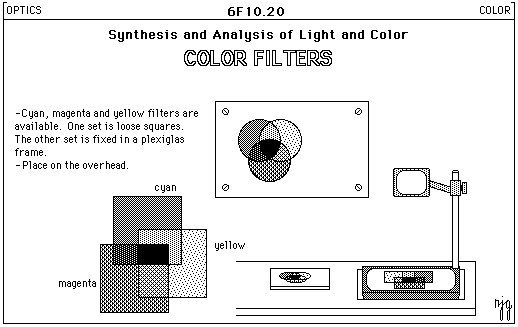 OPTICS
6F10.20
COLOR
Synthesis and Analysis of Light and Color
COLOR FILTERS
-Cyan, magenta and yellow filters are
available. One set is loose squares.
The other set is fixed in a plexiglas
frame.
-Place on the overhead.
cyan
yellow
magenta